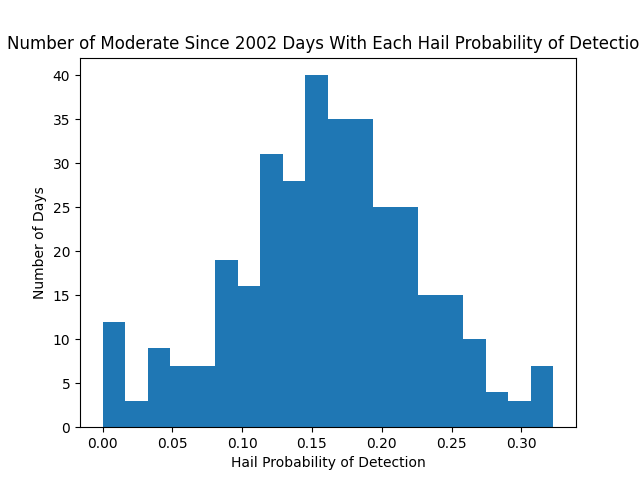 Number of Moderate Since 2002 Days With Each Hail Probability of Detectio
40
35
30
25
20
15
10
5
0
Number of Days
0.00 0.05 0.10 0.15 0.20 0.25 0.30
Hail Probability of Detection